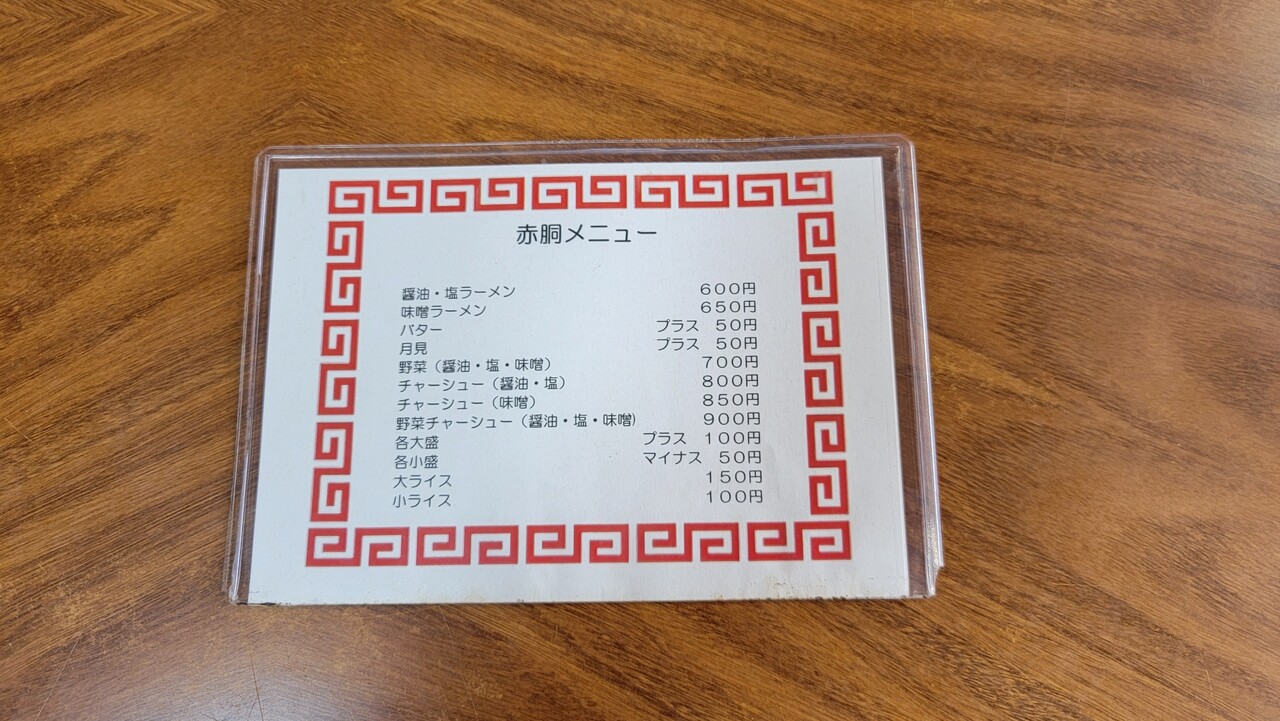 赤胴メニュー
醤油・塩ラーメン 600円
味噌ラーメン 650円
バター プラス 50円
月見 プラス 50円
野菜（醤油・塩・味噌） 700円
チャーシュー（醤油・塩） 800円
チャーシュー（味噌） 850円
野菜チャーシュー（醤油・塩・味噌) 900円
各大盛 プラス 100円
各小盛 マイナス 50円
大ライス 150円
小ライス 100円